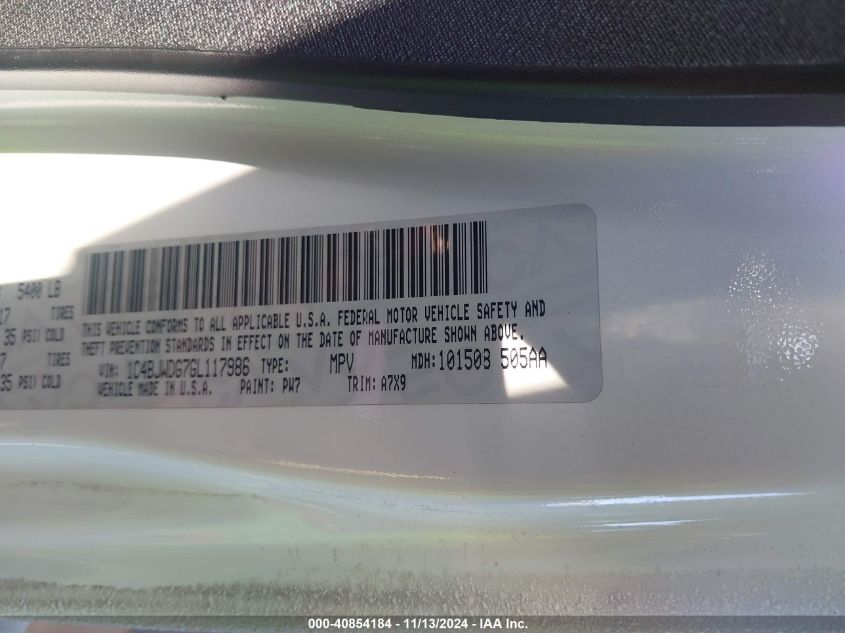 5400 LB
THIS VEHICLE CONFORMS TO ALL APPLICABLE U.S.A. FEDERAL MOTOR VEHICLE SAFETY AND
THEFT PREVENTION STANDARDS IN EFFECT ON THE DATE OF MANUFACTURE SHOWN ABOVE.
17 TIRES
35 PSI) COLD
7 TIRES
35 PSI) COLD
VIN: 1C4BJWDG7GL117986 TYPE: MPV MDH: 101503 505AA
VEHICLE MADE IN U.S.A. PAINT: PW7 TRIM: A7X9
000-40854184 - 11/13/2024 - IAA Inc.